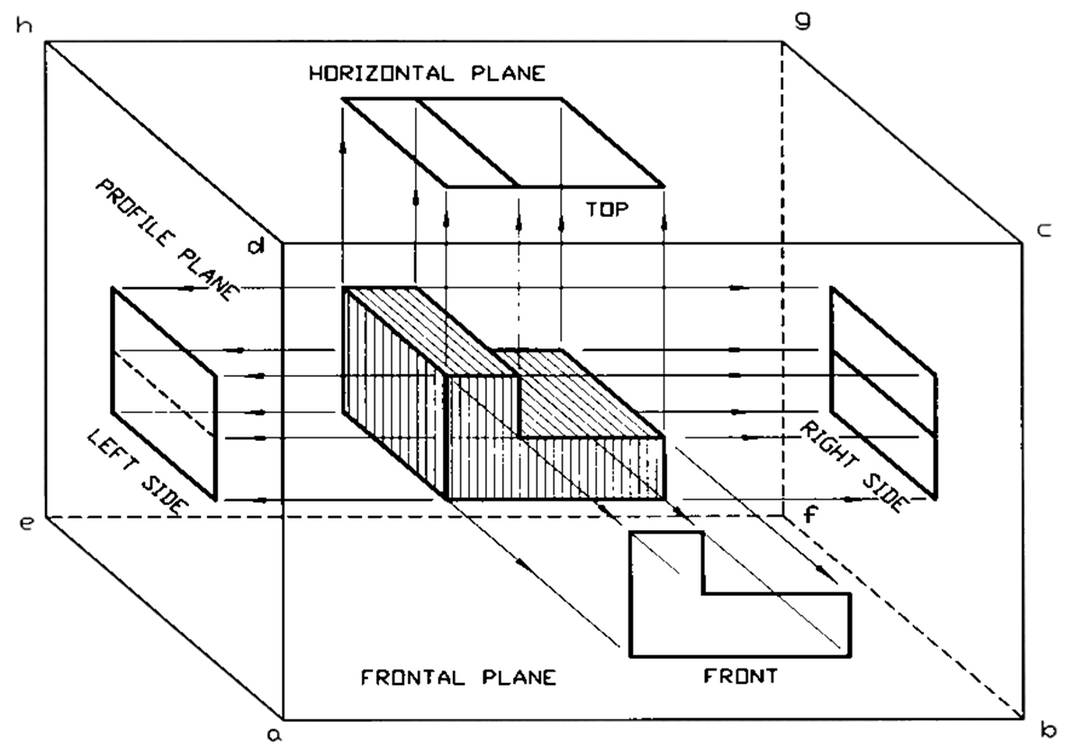 h
g
HORIZONTAL PLANE
PROFILE PLANE
TOP
d
c
LEFT SIDE
RIGHT SIDE
e
f
FRONTAL PLANE
FRONT
a
b